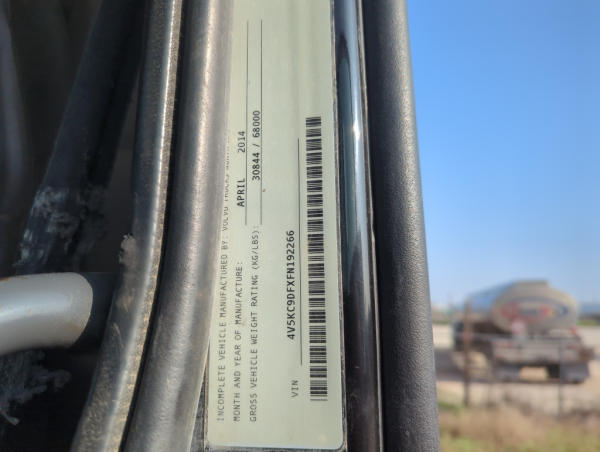 INCOMPLETE VEHICLE MANUFACTURED BY: VOLVO TRUCKS
MONTH AND YEAR OF MANUFACTURE: APRIL 2014
GROSS VEHICLE WEIGHT RATING (KG/LBS): 30844 / 68000
VIN 4V5KC9DFXFN192266